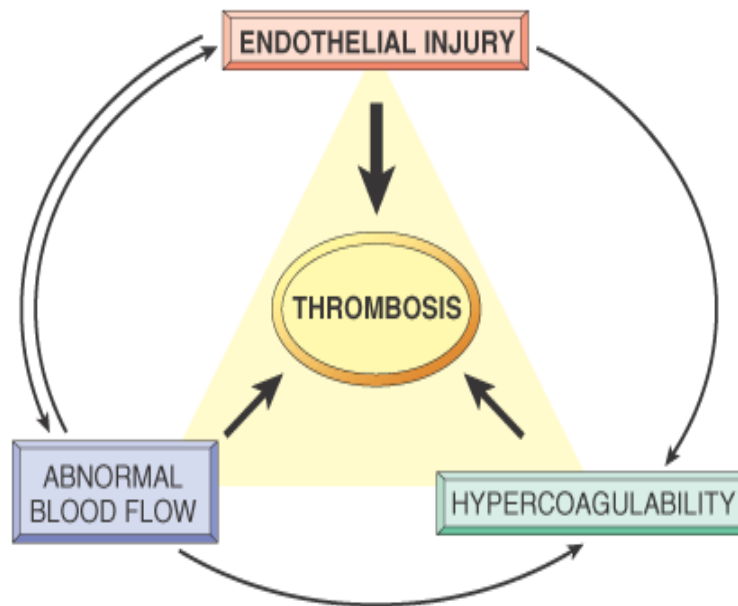 ENDOTHELIAL INJURY
THROMBOSIS
ABNORMAL
BLOOD FLOW
HYPERCOAGULABILITY